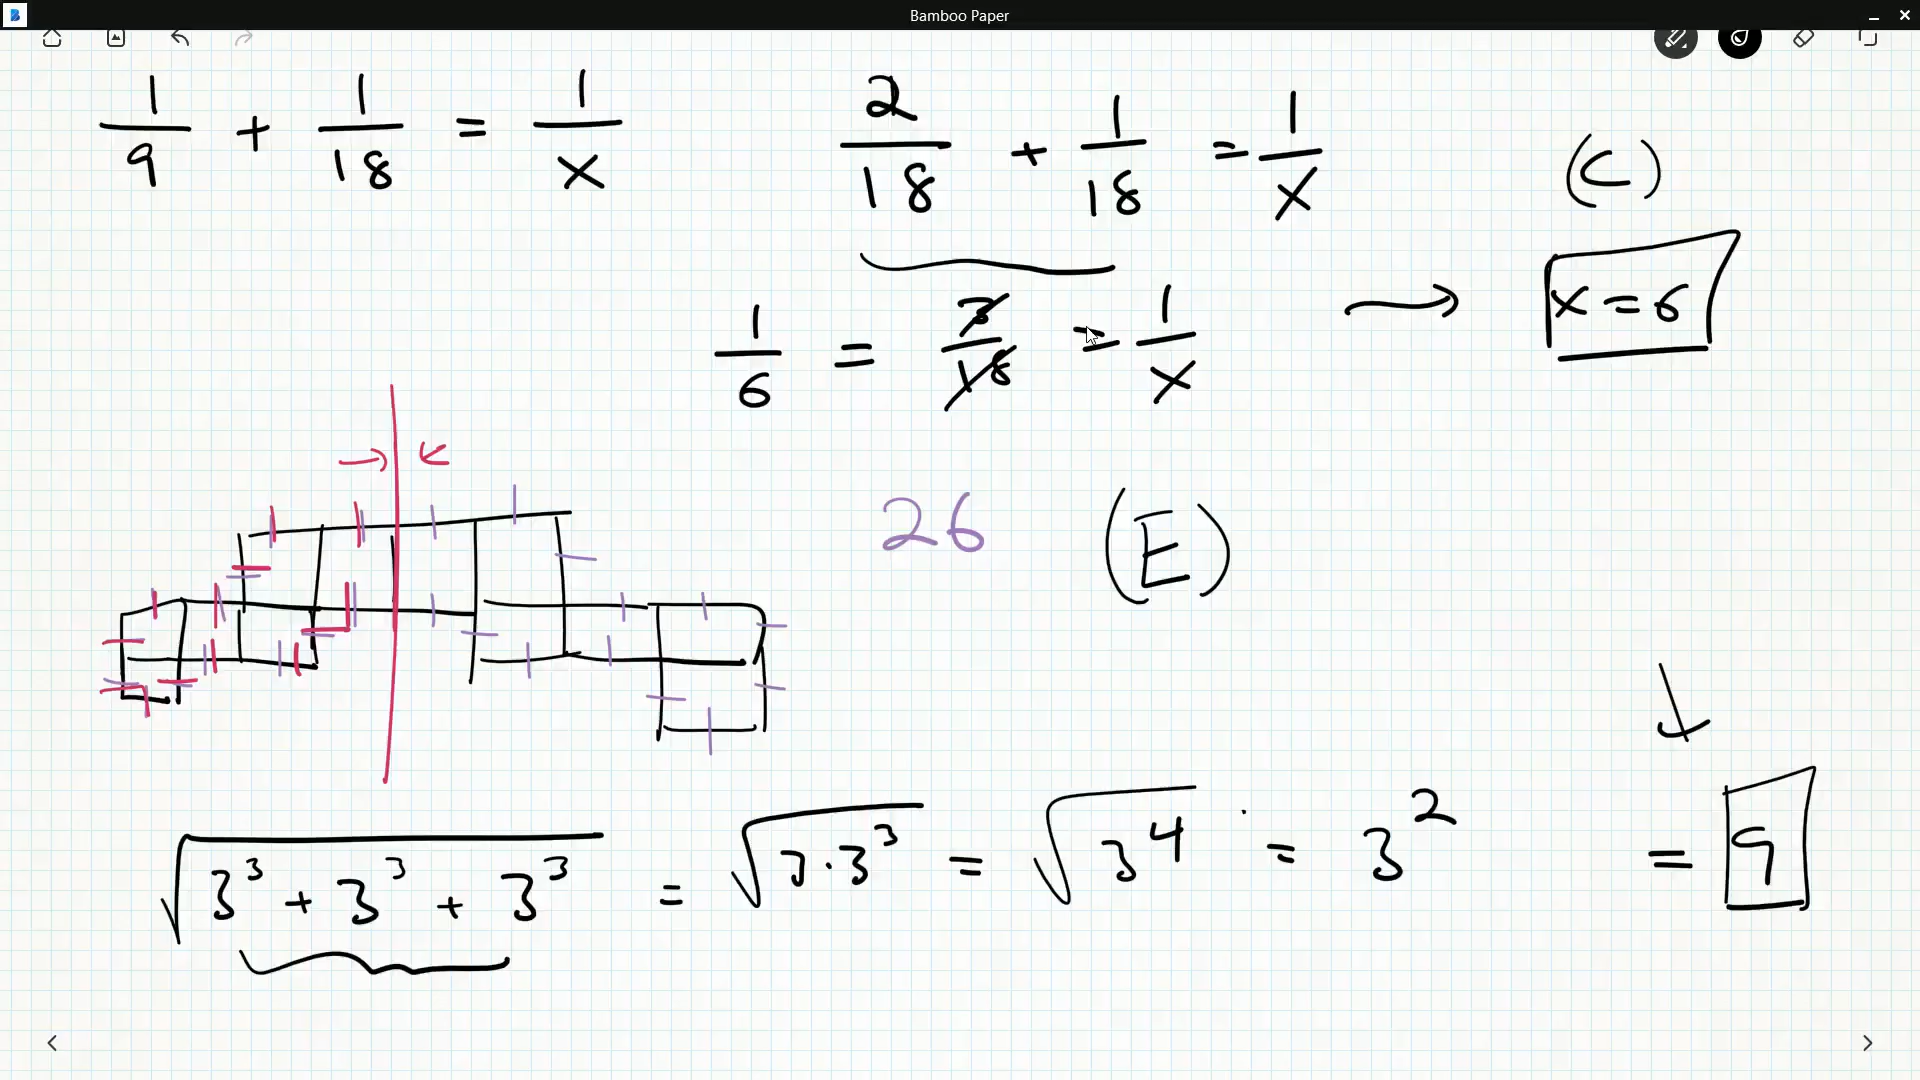 Bamboo Paper
1/9 + 1/18 = 1/x
2/18 + 1/18 = 1/x
(C)
1/6 = 3/18 = 1/x → x = 6
26 (E)
√(3³ + 3³ + 3³) = √(3·3³) = √(3⁴) = 3² = 9